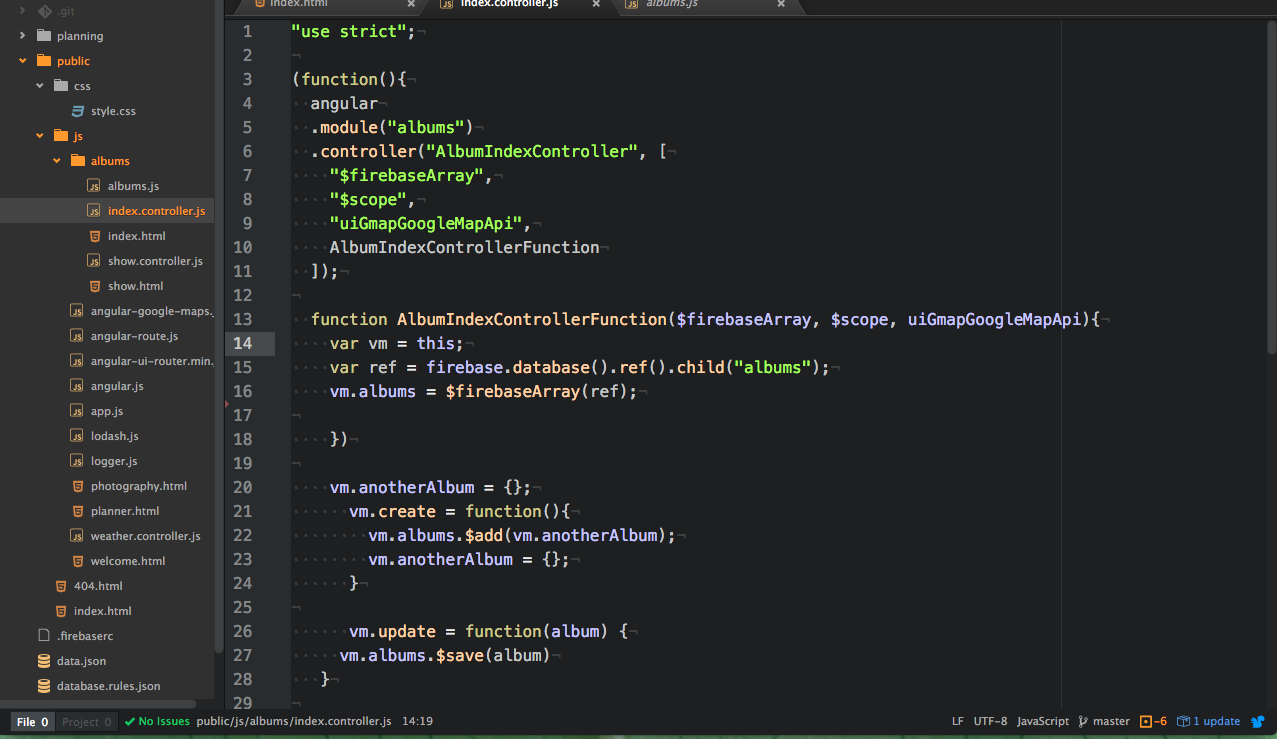 .git
planning
public
css
style.css
js
albums
albums.js
index.controller.js
index.html
show.controller.js
show.html
angular-google-maps.
angular-route.js
angular-ui-router.min.
angular.js
app.js
lodash.js
logger.js
photography.html
planner.html
weather.controller.js
welcome.html
404.html
index.html
.firebaserc
data.json
database.rules.json
index.html
index.controller.js
albums.js
1 "use strict";
2
3 (function(){
4 angular
5 .module("albums")
6 .controller("AlbumIndexController", [
7 "$firebaseArray",
8 "$scope",
9 "uiGmapGoogleMapApi",
10 AlbumIndexControllerFunction
11 ]);
12
13 function AlbumIndexControllerFunction($firebaseArray, $scope, uiGmapGoogleMapApi){
14 var vm = this;
15 var ref = firebase.database().ref().child("albums");
16 vm.albums = $firebaseArray(ref);
17
18 })
19
20 vm.anotherAlbum = {};
21 vm.create = function(){
22 vm.albums.$add(vm.anotherAlbum);
23 vm.anotherAlbum = {};
24 }
25
26 vm.update = function(album) {
27 vm.albums.$save(album)
28 }
29
File 0 Project 0 No Issues public/js/albums/index.controller.js 14:19 LF UTF-8 JavaScript master -6 1 update